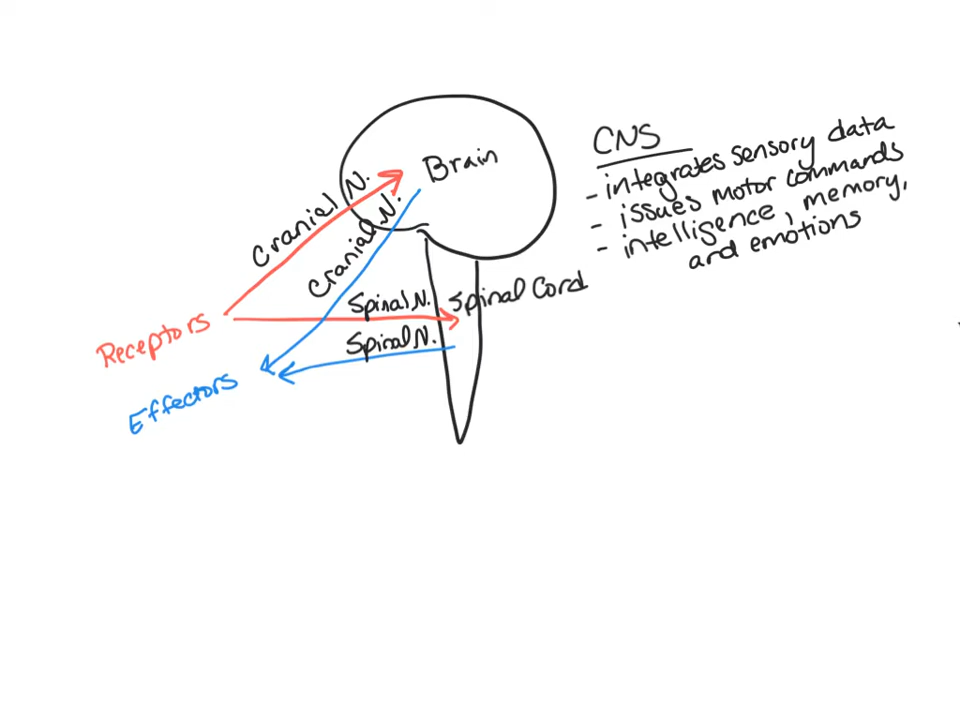 CNS
- integrates sensory data
- issues motor commands
- intelligence, memory,
and emotions
Brain
Cranial N.
Cranial N.
Spinal N.
Spinal Cord
Spinal N.
Receptors
Effectors